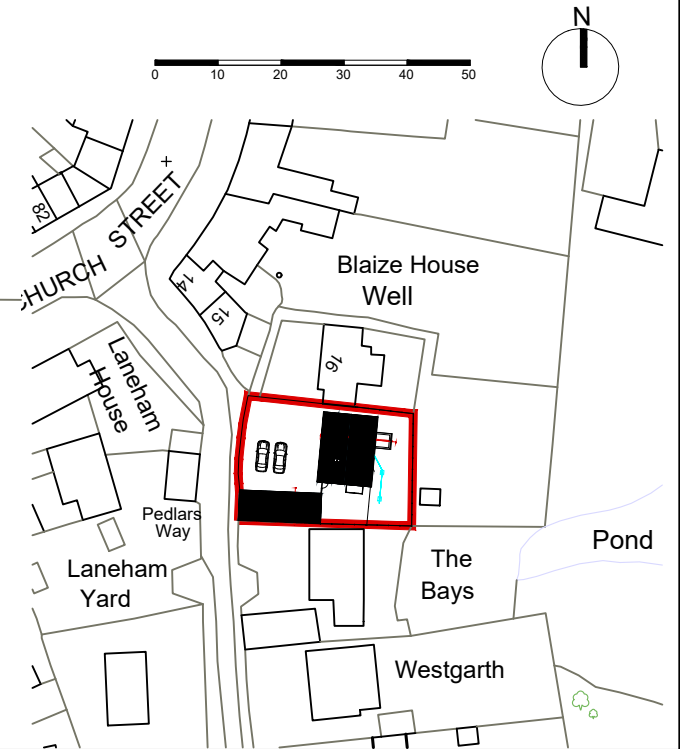 N
0 10 20 30 40 50
82
CHURCH STREET
14
15
Blaize House
Well
16
Laneham
House
Pedlars
Way
Laneham
Yard
The
Bays
Pond
Westgarth